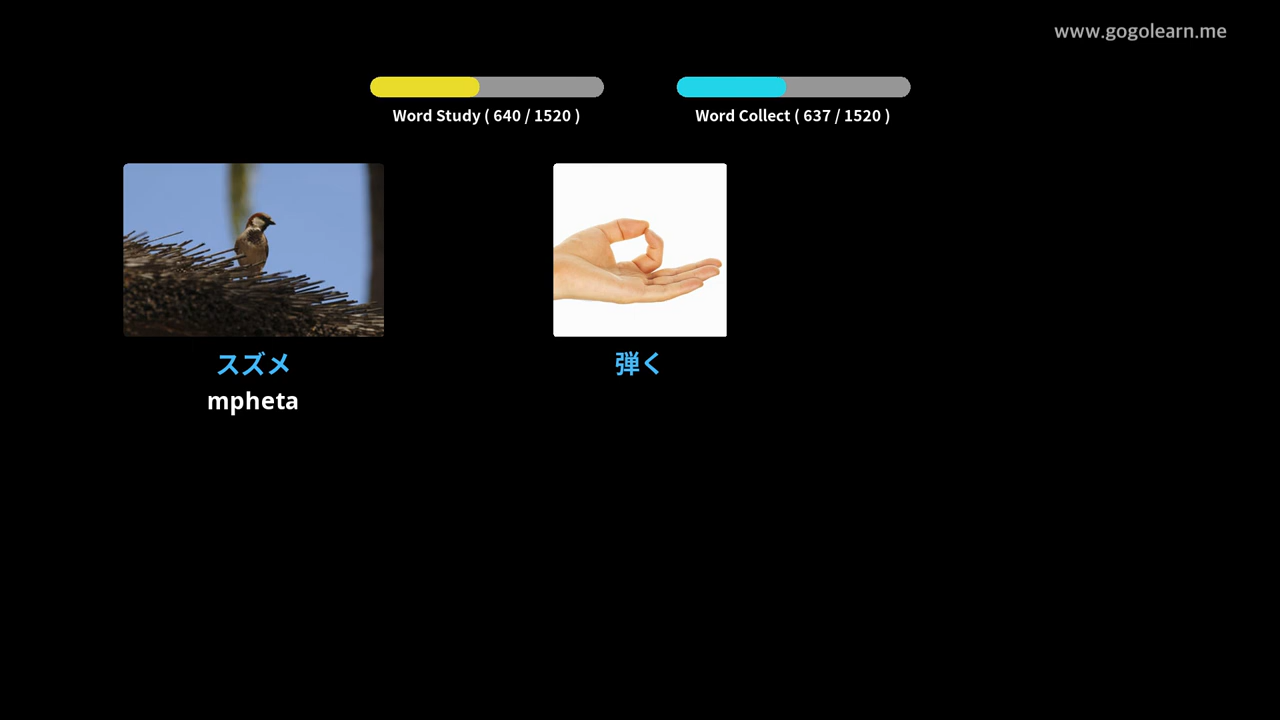 www.gogolearn.me
Word Study ( 640 / 1520 )
Word Collect ( 637 / 1520 )
スズメ
mpheta
弾く